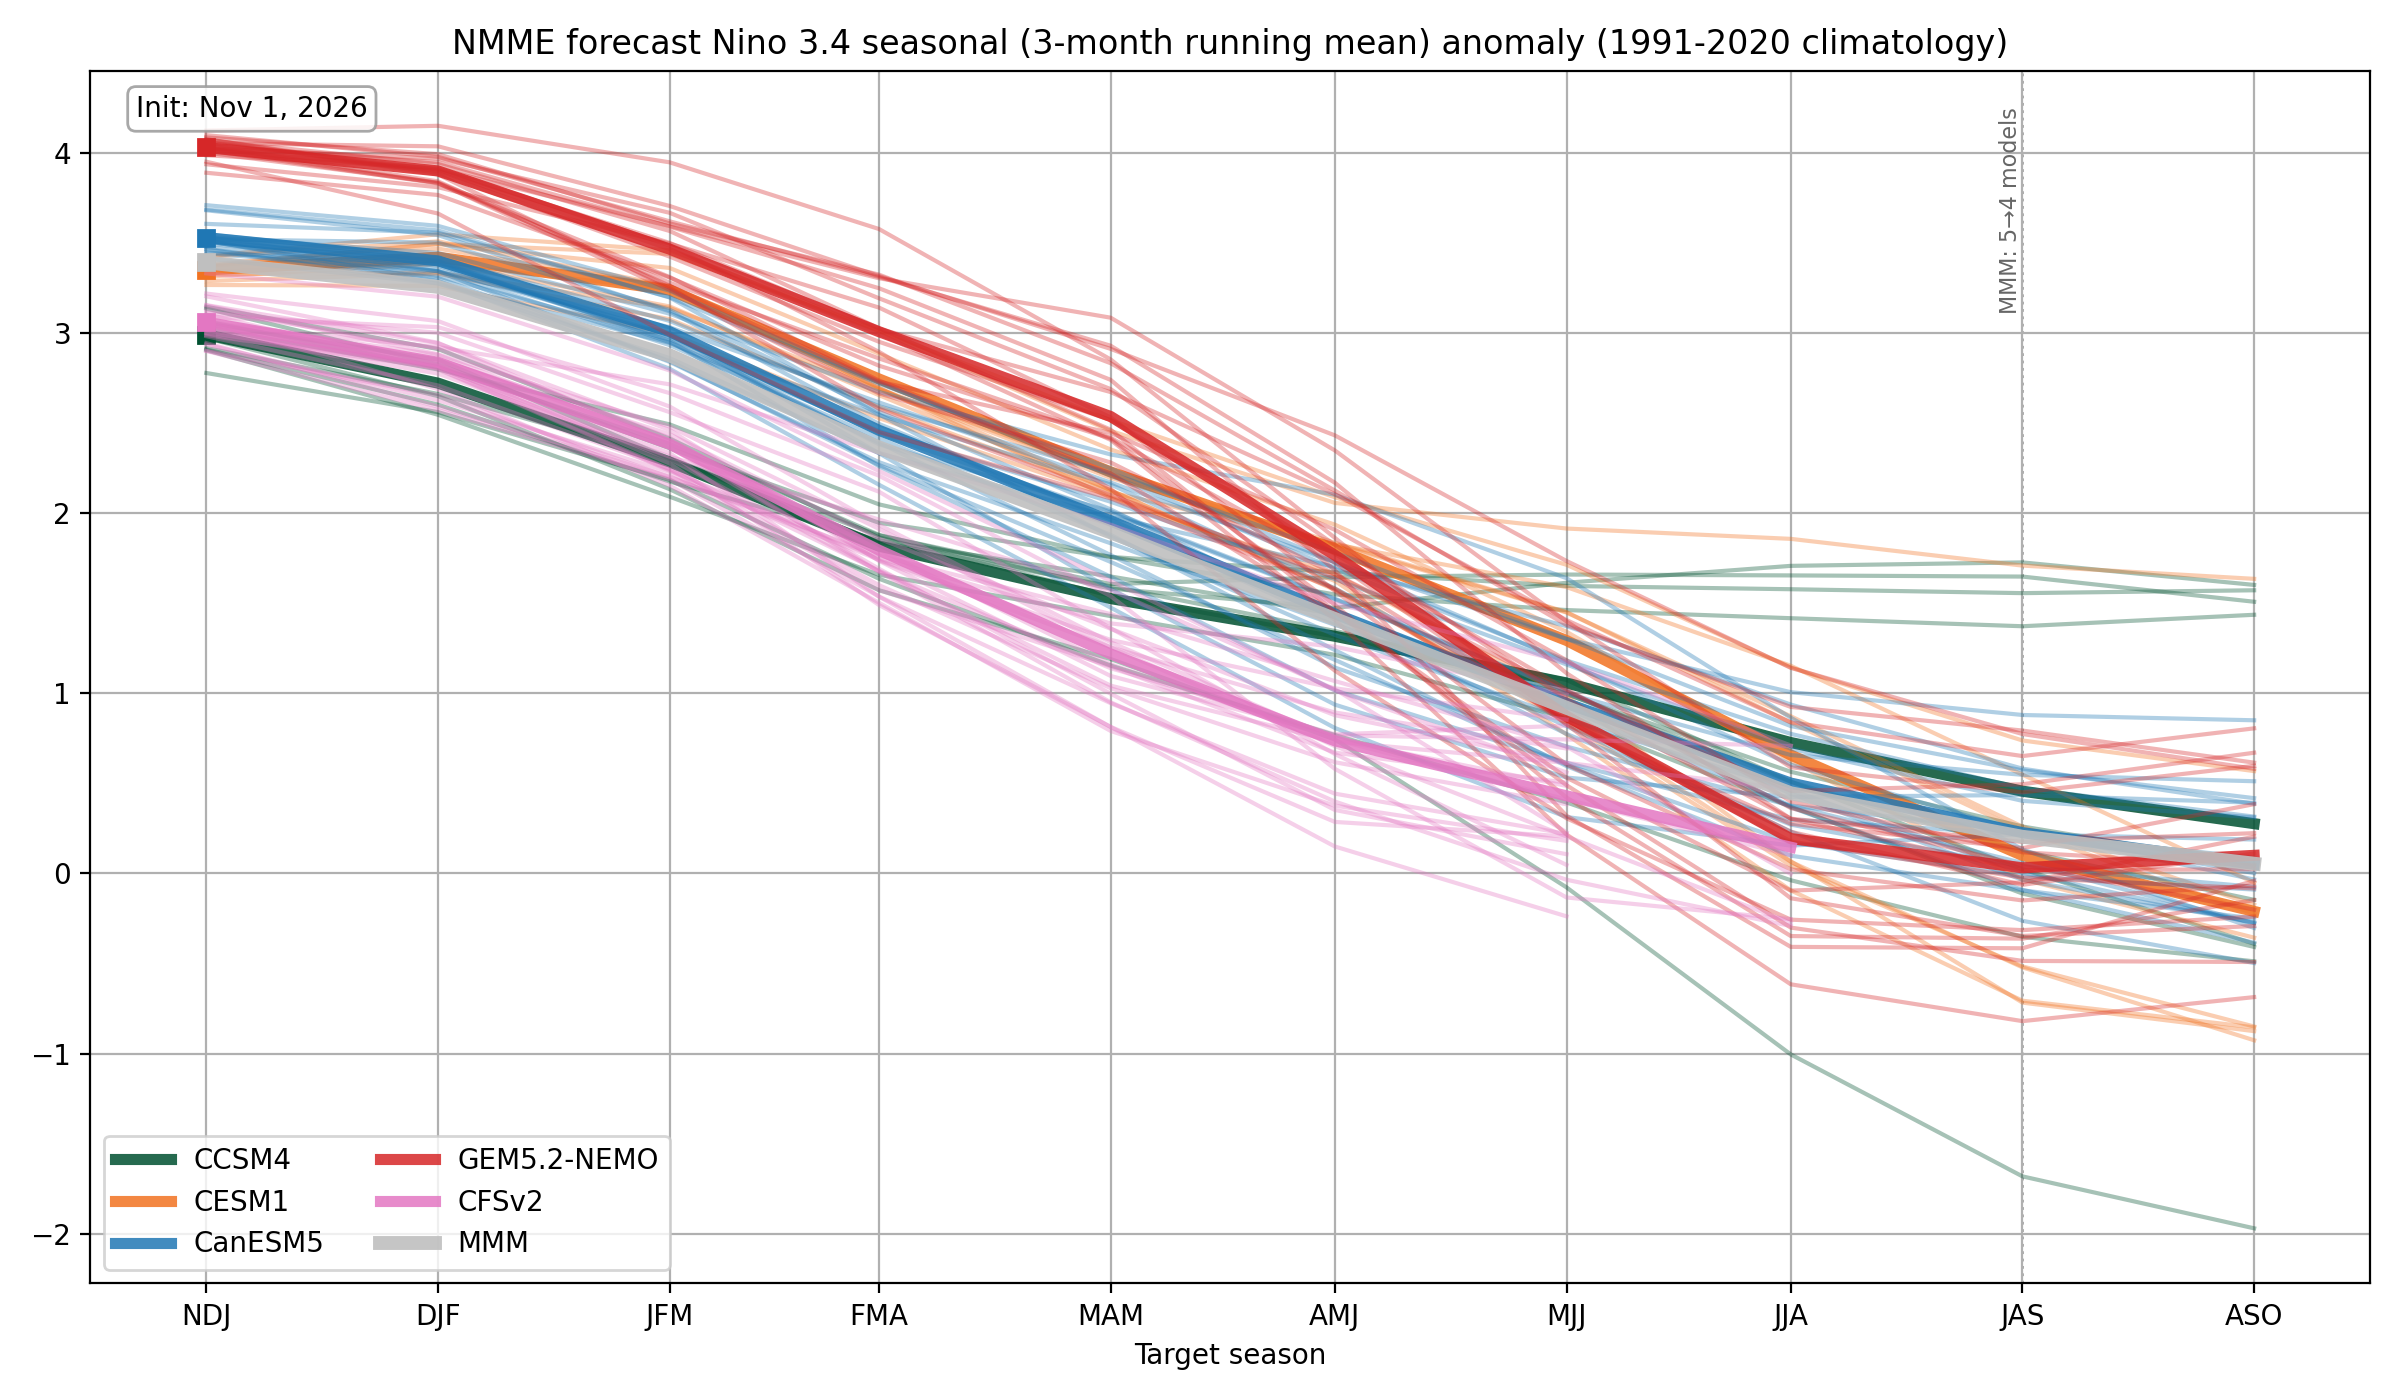 NMME forecast Nino 3.4 seasonal (3-month running mean) anomaly (1991-2020 climatology)
Init: Nov 1, 2026
MMM: 5→4 models
4
3
2
1
0
−1
−2
CCSM4
CESM1
CanESM5
GEM5.2-NEMO
CFSv2
MMM
NDJ
DJF
JFM
FMA
MAM
AMJ
MJJ
JJA
JAS
ASO
Target season